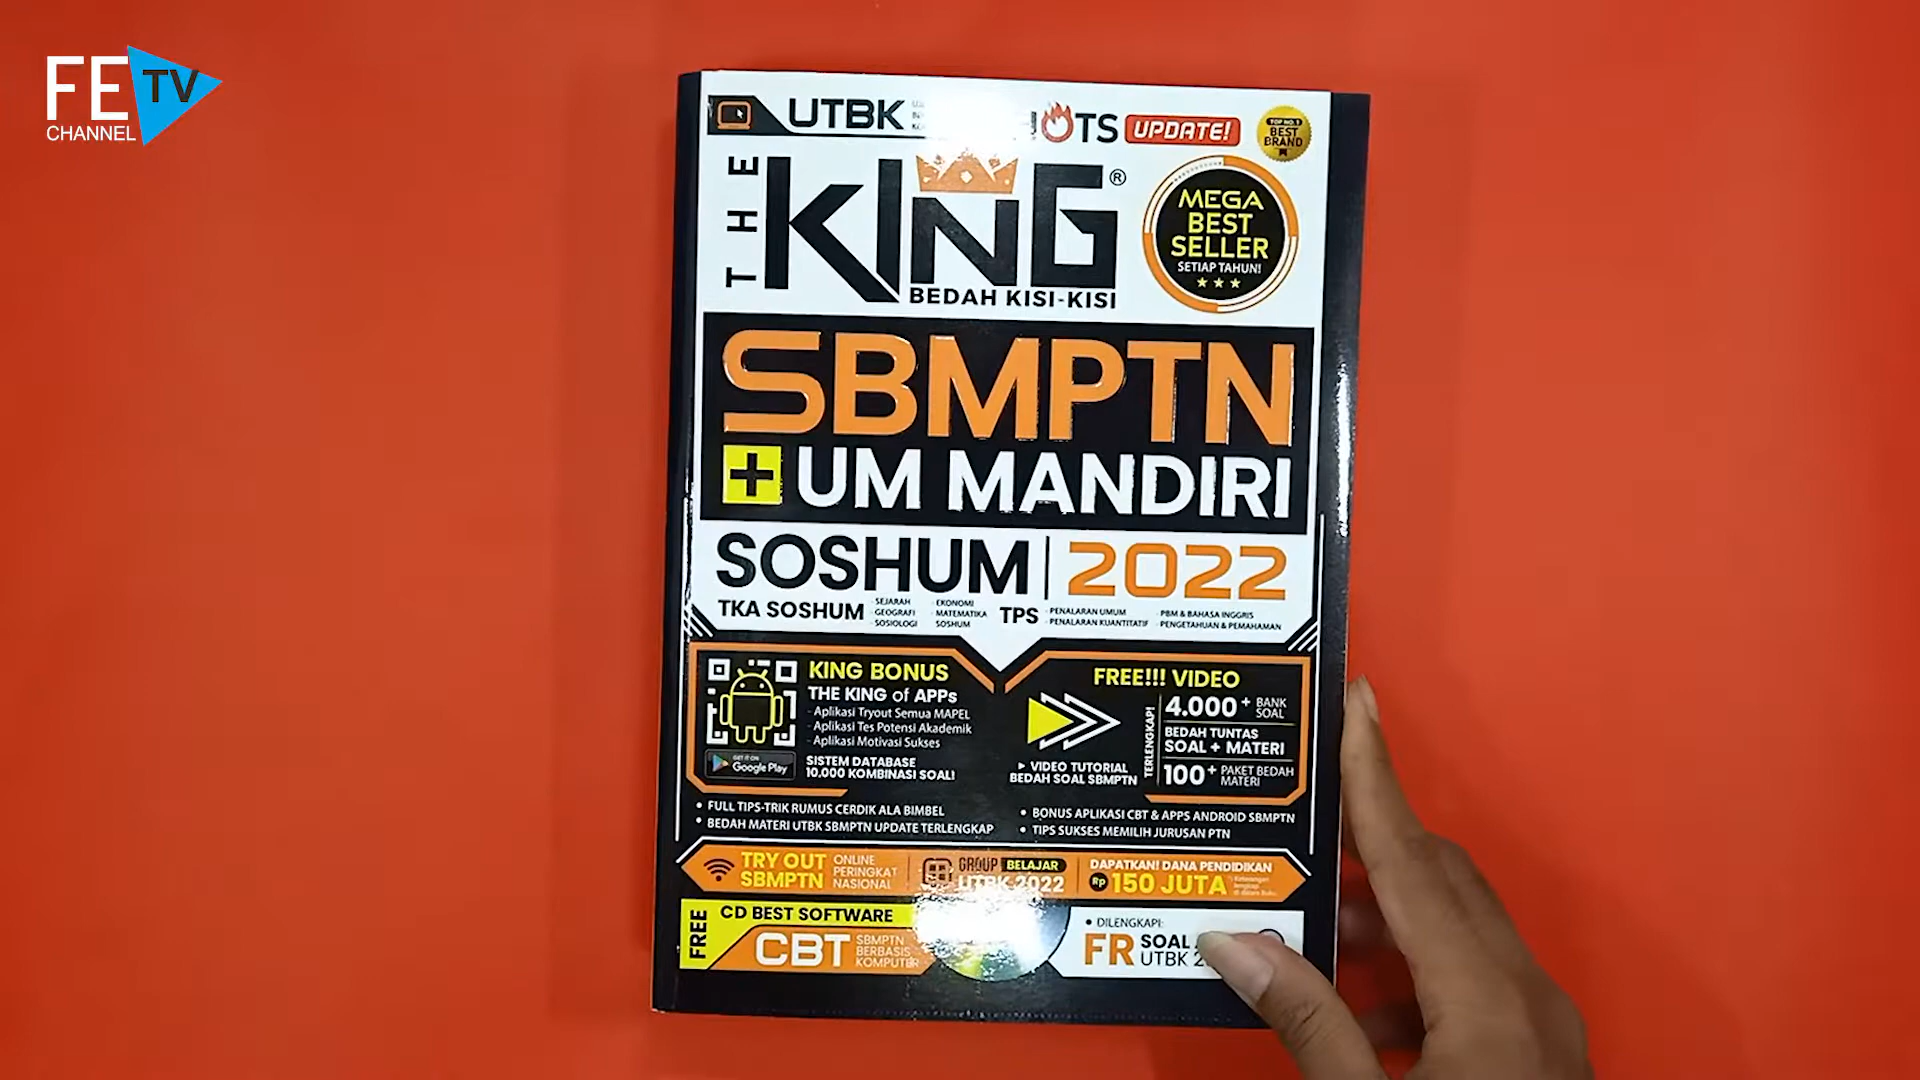 FE TV
CHANNEL
UTBK
OTS UPDATE!
TOP NO. 1
BEST
BRAND
THE KING®
BEDAH KISI-KISI
MEGA
BEST
SELLER
SETIAP TAHUN!
SBMPTN
+ UM MANDIRI
SOSHUM | 2022
TKA SOSHUM
· SEJARAH
· GEOGRAFI
· SOSIOLOGI
· EKONOMI
· MATEMATIKA
SOSHUM
TPS
· PENALARAN UMUM
· PENALARAN KUANTITATIF
· PBM & BAHASA INGGRIS
· PENGETAHUAN & PEMAHAMAN
KING BONUS
THE KING of APPs
- Aplikasi Tryout Semua MAPEL
- Aplikasi Tes Potensi Akademik
- Aplikasi Motivasi Sukses
GET IT ON
Google Play
SISTEM DATABASE
10.000 KOMBINASI SOAL!
FREE!!! VIDEO
VIDEO TUTORIAL
BEDAH SOAL SBMPTN
TERLENGKAP!
4.000+ BANK
SOAL
BEDAH TUNTAS
SOAL + MATERI
100+ PAKET BEDAH
MATERI
• FULL TIPS-TRIK RUMUS CERDIK ALA BIMBEL
• BEDAH MATERI UTBK SBMPTN UPDATE TERLENGKAP
• BONUS APLIKASI CBT & APPS ANDROID SBMPTN
• TIPS SUKSES MEMILIH JURUSAN PTN
TRY OUT
SBMPTN
ONLINE
PERINGKAT
NASIONAL
GROUP BELAJAR
UTBK 2022
DAPATKAN! DANA PENDIDIKAN
Rp 150 JUTA
FREE
CD BEST SOFTWARE
CBT
SBMPTN
BERBASIS
KOMPUTER
• DILENGKAPI:
FR SOAL
UTBK 2